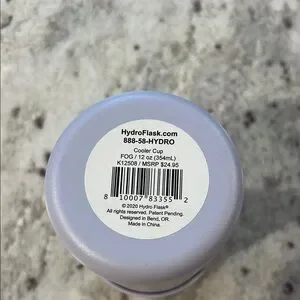 HydroFlask.com
888-58-HYDRO
Cooler Cup
FOG / 12 oz (354mL)
K12508 / MSRP $24.95
8 10007 83355 2
© 2020 Hydro Flask®
All rights reserved. Patent Pending.
Designed in Bend, OR.
Made in China.